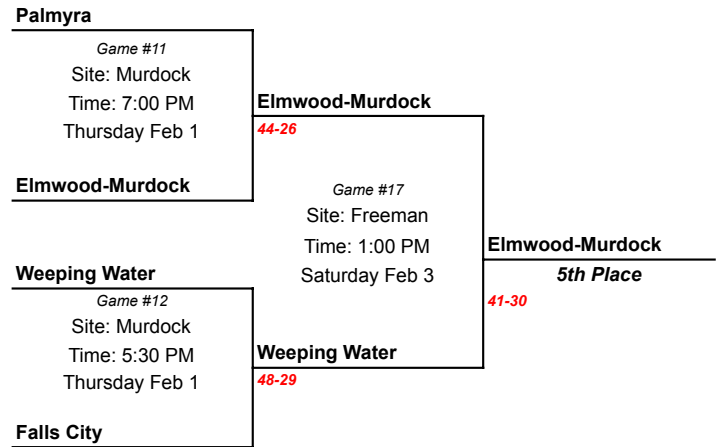 Palmyra
Game #11
Site: Murdock
Time: 7:00 PM
Thursday Feb 1
Elmwood-Murdock
44-26
Elmwood-Murdock
Game #17
Site: Freeman
Time: 1:00 PM
Saturday Feb 3
Elmwood-Murdock
5th Place
41-30
Weeping Water
Game #12
Site: Murdock
Time: 5:30 PM
Thursday Feb 1
Weeping Water
48-29
Falls City